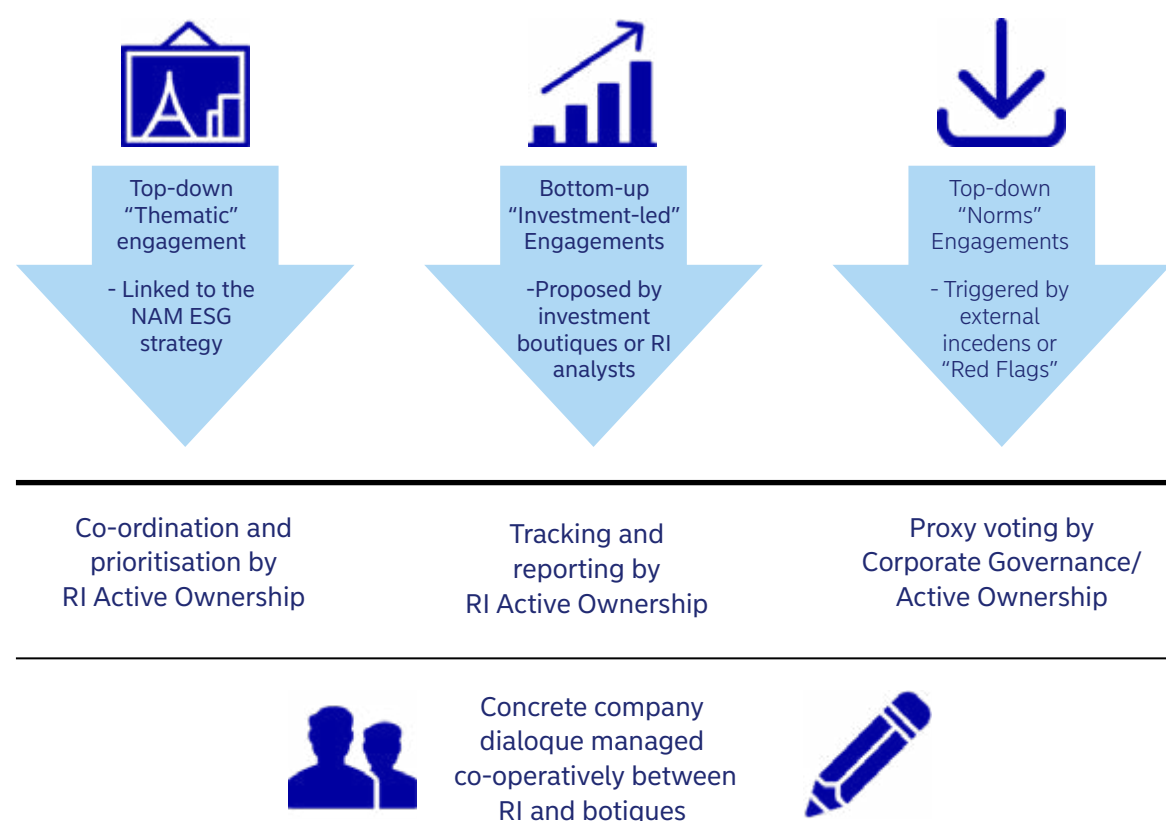 Top-down
“Thematic”
engagement
- Linked to the
NAM ESG
strategy
Bottom-up
“Investment-led”
Engagements
-Proposed by
investment
boutiques or RI
analysts
Top-down
“Norms”
Engagements
- Triggered by
external
incedens or
“Red Flags”
Co-ordination and
prioritisation by
RI Active Ownership
Tracking and
reporting by
RI Active Ownership
Proxy voting by
Corporate Governance/
Active Ownership
Concrete company
dialoque managed
co-operatively between
RI and botiques